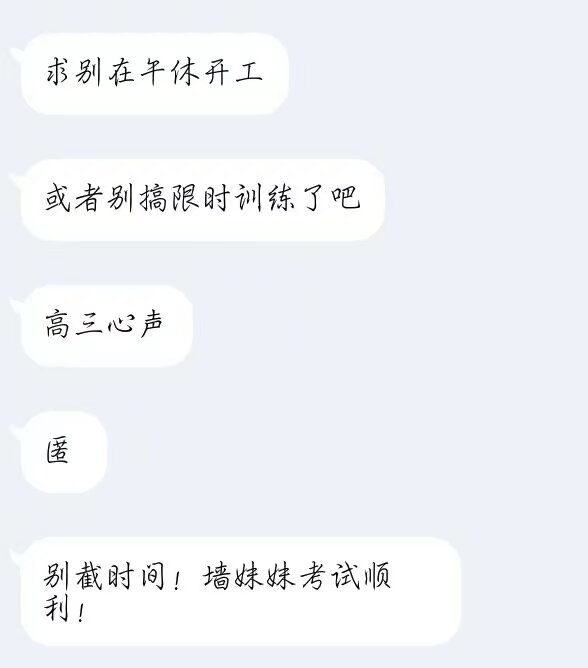 求别在午休开工
或者别搞限时训练了吧
高三心声
匿
别截时间！墙妹妹考试顺
利！